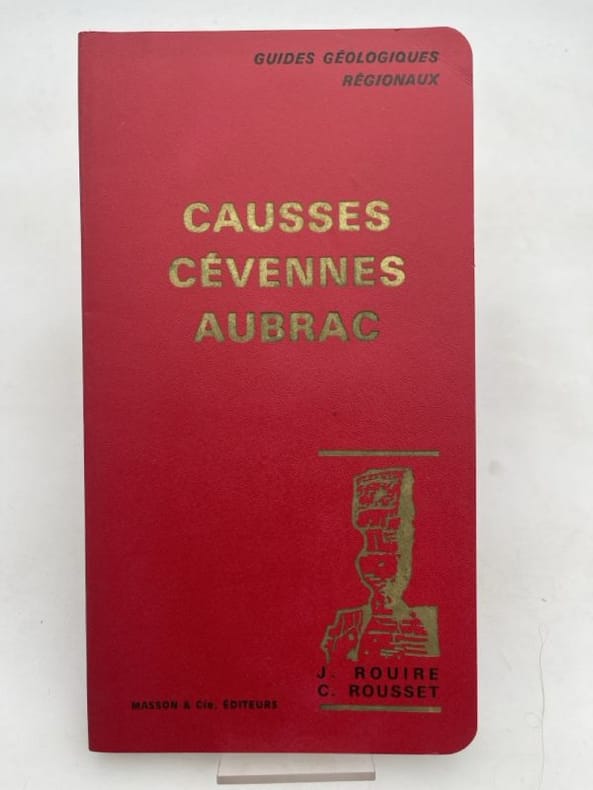 GUIDES GÉOLOGIQUES
RÉGIONAUX
CAUSSES
CÉVENNES
AUBRAC
J. ROUIRE
C. ROUSSET
MASSON & Cie, ÉDITEURS